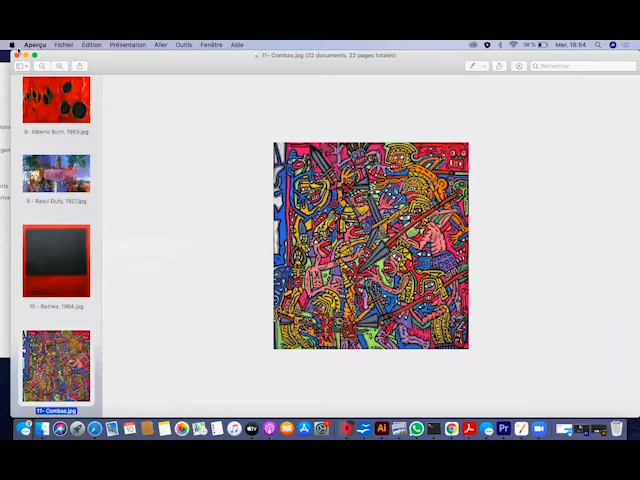 Aperçu Fichier Édition Présentation Aller Outils Fenêtre Aide 38 % Mer. 18:54
11- Combas.jpg (22 documents, 22 pages totales)
Rechercher
8- Alberto Burri, 1963.jpg
9 - Raoul Dufy, 1927.jpg
10 - Rothko, 1964.jpg
11- Combas.jpg